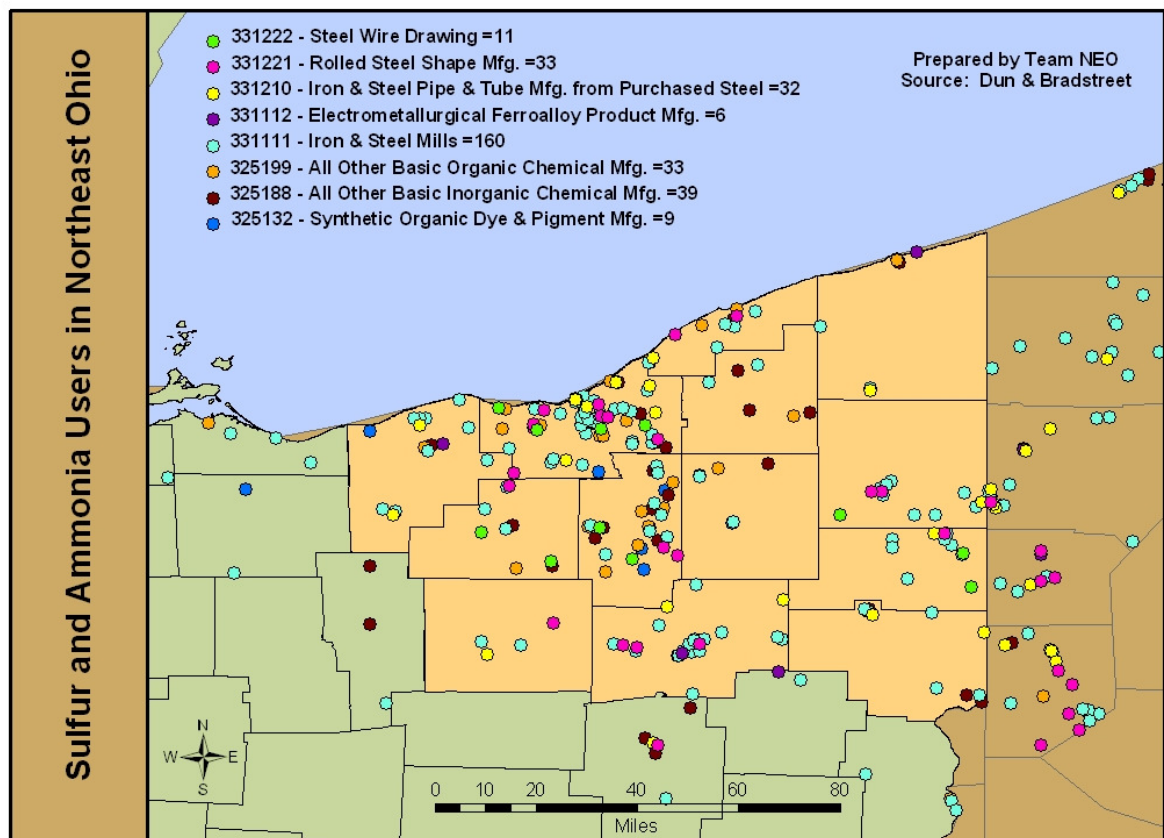 Sulfur and Ammonia Users in Northeast Ohio
331222 - Steel Wire Drawing =11
331221 - Rolled Steel Shape Mfg. =33
331210 - Iron & Steel Pipe & Tube Mfg. from Purchased Steel =32
331112 - Electrometallurgical Ferroalloy Product Mfg. =6
331111 - Iron & Steel Mills =160
325199 - All Other Basic Organic Chemical Mfg. =33
325188 - All Other Basic Inorganic Chemical Mfg. =39
325132 - Synthetic Organic Dye & Pigment Mfg. =9
Prepared by Team NEO
Source: Dun & Bradstreet
N
W E
S
0 10 20 40 60 80
Miles